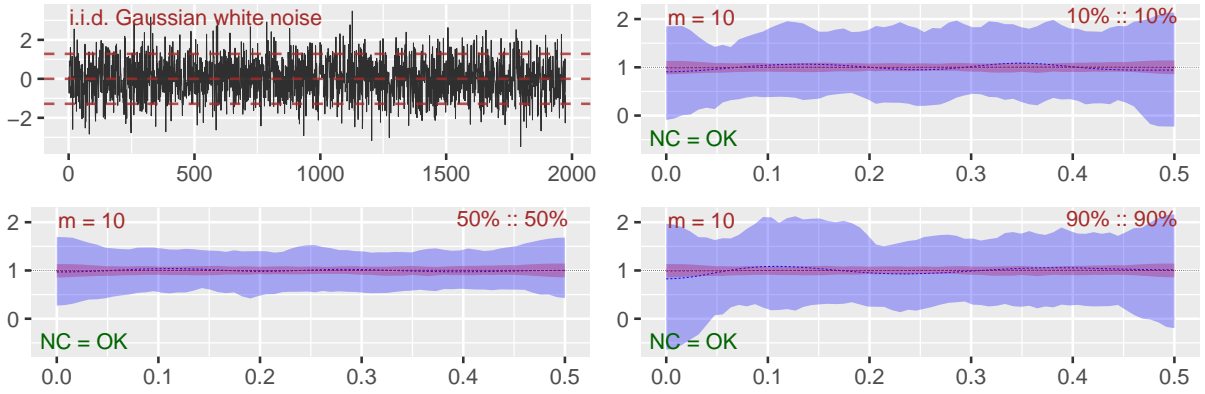 i.i.d. Gaussian white noise
2
0
−2
0 500 1000 1500 2000
m = 10 10% :: 10%
2
1
0
NC = OK
0.0 0.1 0.2 0.3 0.4 0.5
m = 10 50% :: 50%
2
1
0
NC = OK
0.0 0.1 0.2 0.3 0.4 0.5
m = 10 90% :: 90%
2
1
0
NC = OK
0.0 0.1 0.2 0.3 0.4 0.5